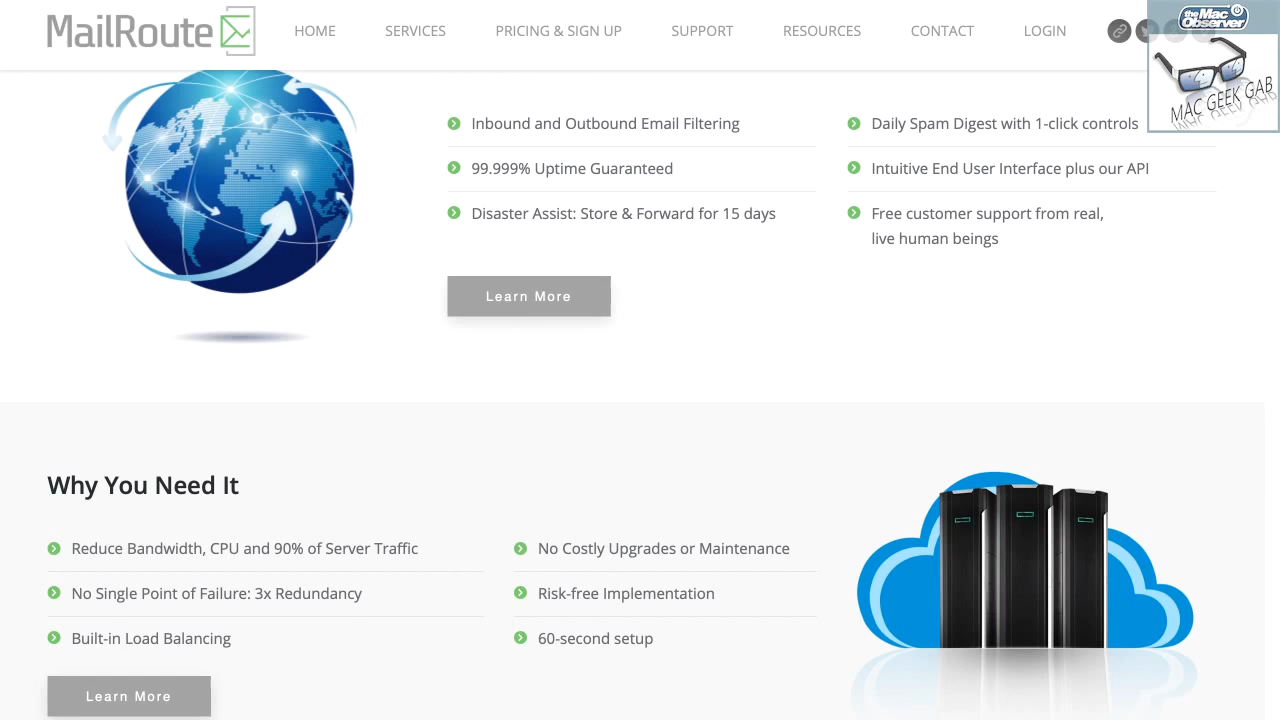 MailRoute
HOME SERVICES PRICING & SIGN UP SUPPORT RESOURCES CONTACT LOGIN
the Mac Observer
MAC GEEK GAB
Inbound and Outbound Email Filtering
99.999% Uptime Guaranteed
Disaster Assist: Store & Forward for 15 days
Daily Spam Digest with 1-click controls
Intuitive End User Interface plus our API
Free customer support from real,
live human beings
Learn More
Why You Need It
Reduce Bandwidth, CPU and 90% of Server Traffic
No Single Point of Failure: 3x Redundancy
Built-in Load Balancing
No Costly Upgrades or Maintenance
Risk-free Implementation
60-second setup
Learn More